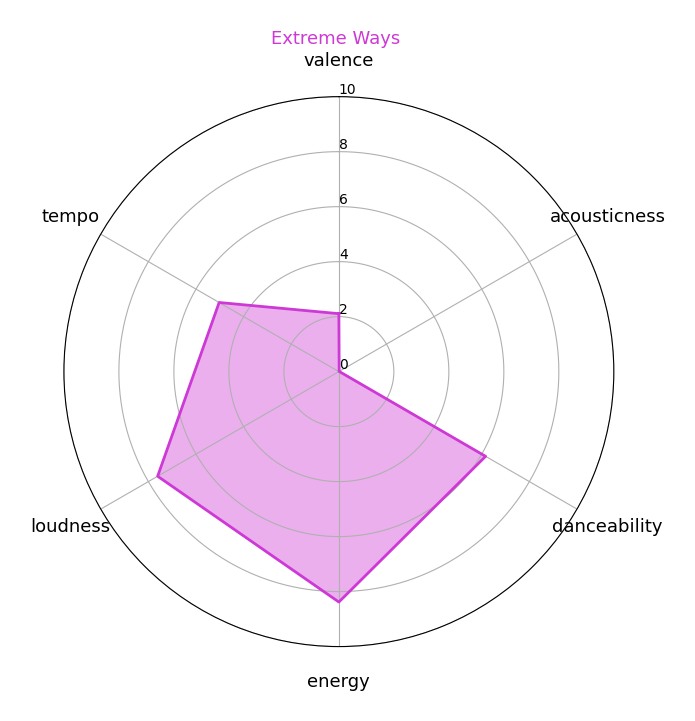 Extreme Ways
valence
10
8
tempo
6
acousticness
4
2
0
loudness
danceability
energy